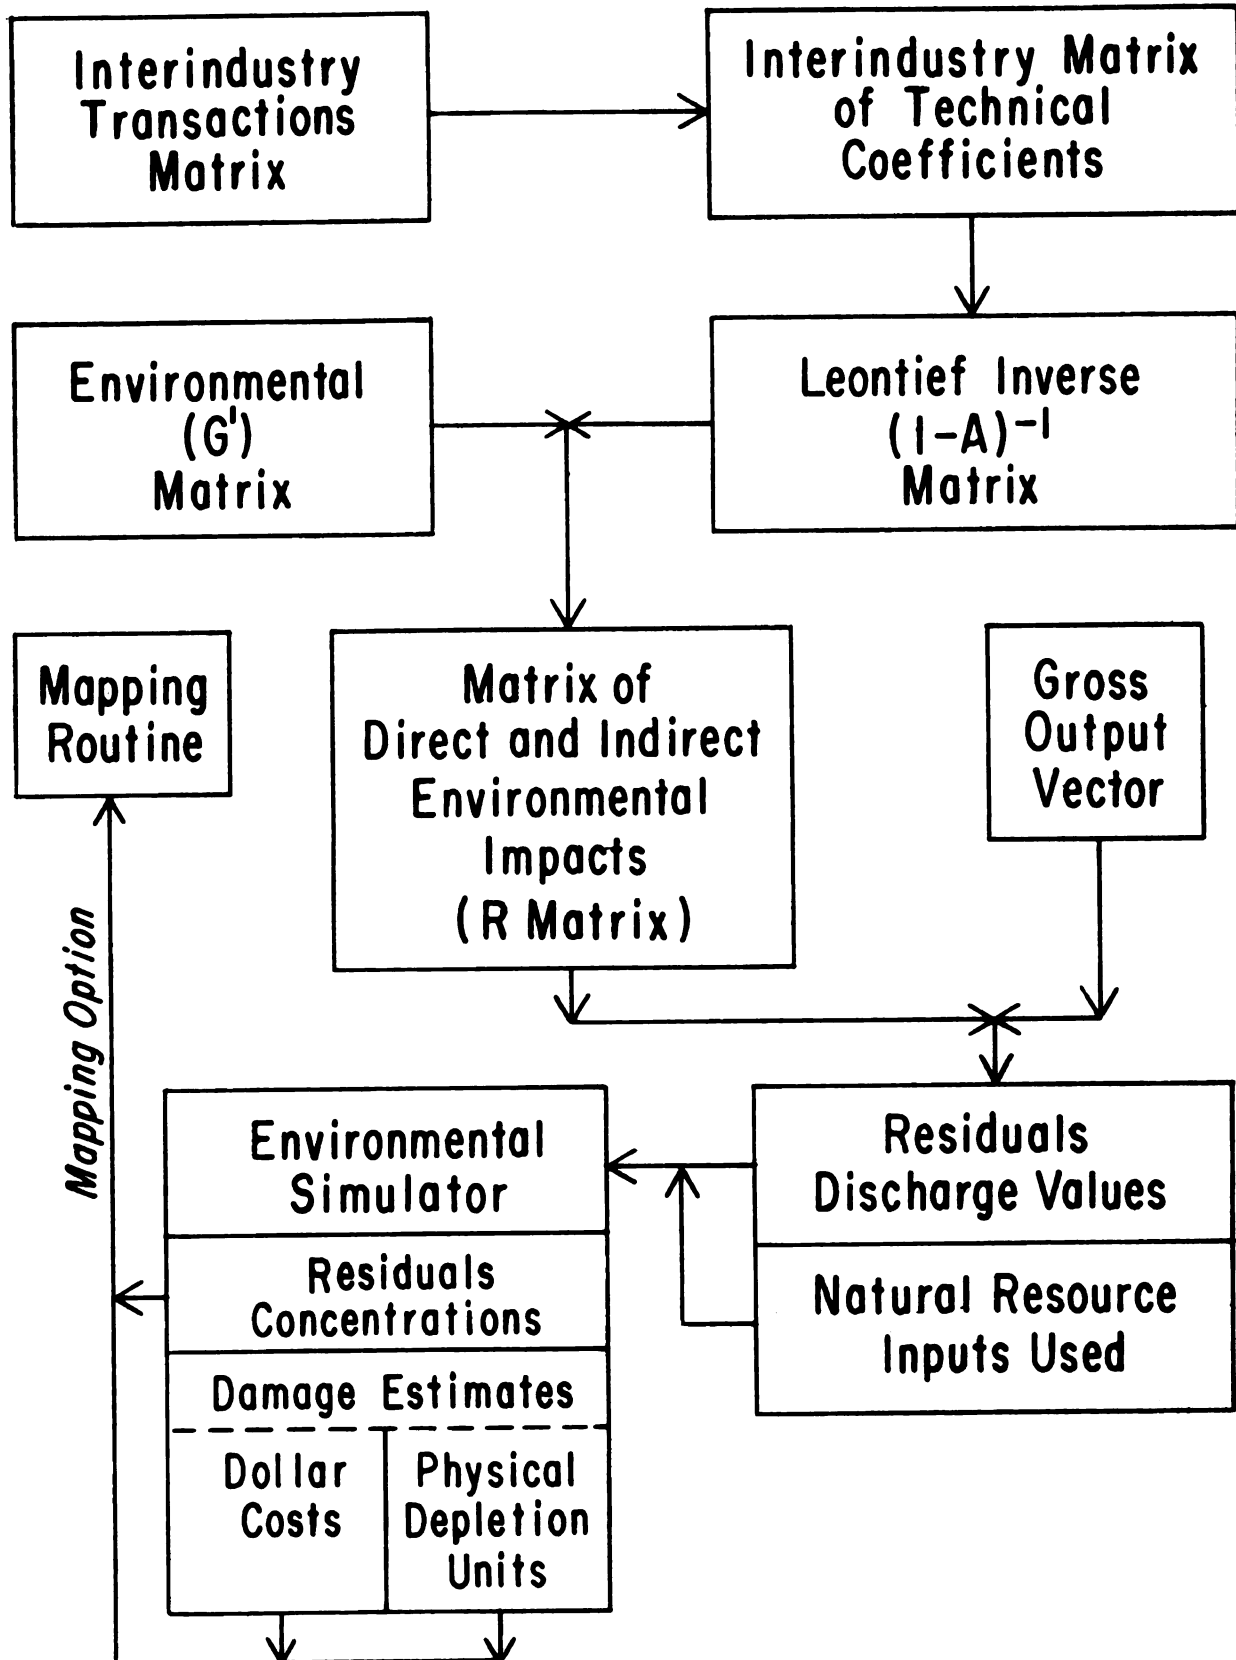 Interindustry
Transactions
Matrix
Interindustry Matrix
of Technical
Coefficients
Environmental
(G')
Matrix
Leontief Inverse
(I-A)⁻¹
Matrix
Mapping
Routine
Matrix of
Direct and Indirect
Environmental
Impacts
(R Matrix)
Gross
Output
Vector
Mapping Option
Environmental
Simulator
Residuals
Concentrations
Damage Estimates
Dollar
Costs
Physical
Depletion
Units
Residuals
Discharge Values
Natural Resource
Inputs Used